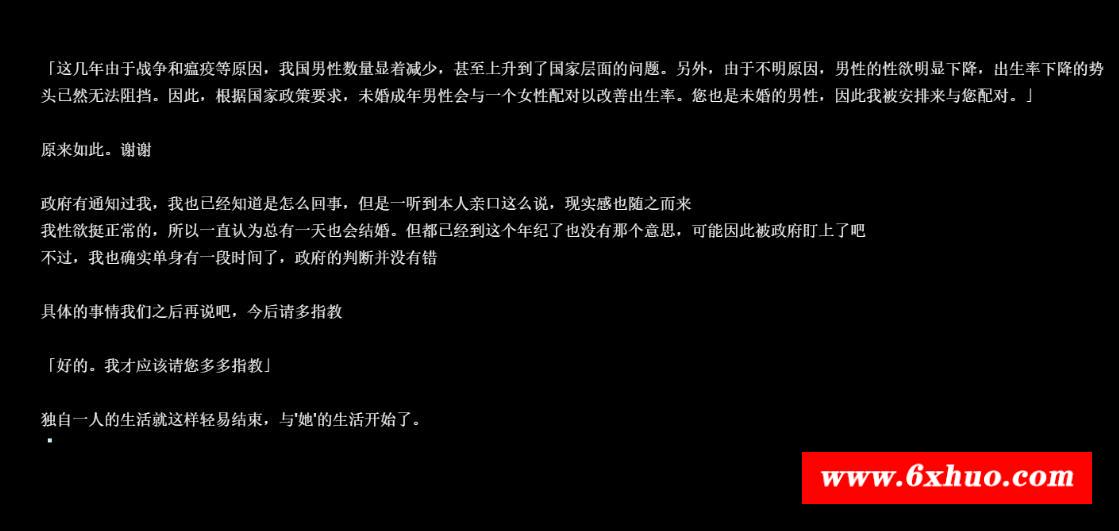 「这几年由于战争和瘟疫等原因，我国男性数量显着减少，甚至上升到了国家层面的问题。另外，由于不明原因，男性的性欲明显下降，出生率下降的势
头已然无法阻挡。因此，根据国家政策要求，未婚成年男性会与一个女性配对以改善出生率。您也是未婚的男性，因此我被安排来与您配对。」
原来如此。谢谢
政府有通知过我，我也已经知道是怎么回事，但是一听到本人亲口这么说，现实感也随之而来
我性欲挺正常的，所以一直认为总有一天也会结婚。但都已经到这个年纪了也没有那个意思，可能因此被政府盯上了吧
不过，我也确实单身有一段时间了，政府的判断并没有错
具体的事情我们之后再说吧，今后请多指教
「好的。我才应该请您多多指教」
独自一人的生活就这样轻易结束，与'她'的生活开始了。
www.6xhuo.com